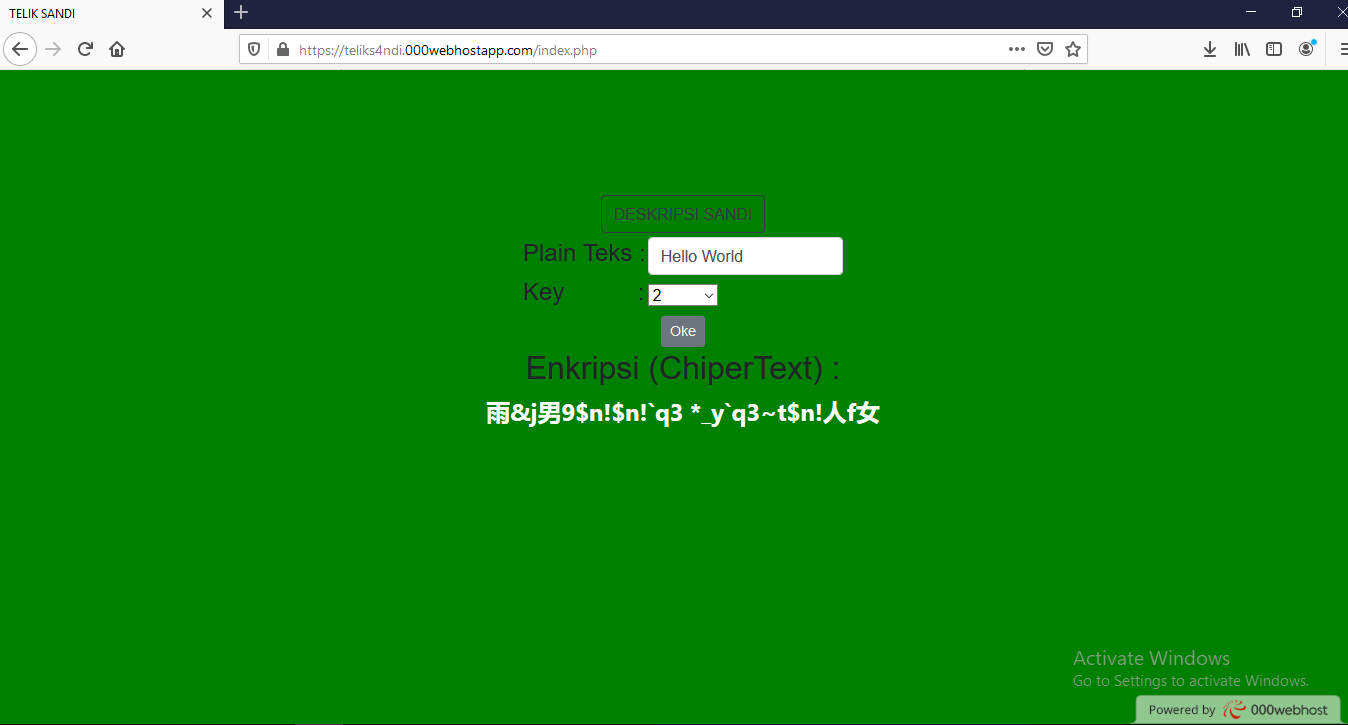 TELIK SANDI
https://teliks4ndi.000webhostapp.com/index.php
DESKRIPSI SANDI
Plain Teks : Hello World
Key : 2
Oke
Enkripsi (ChiperText) :
雨&j男9$n!$n!`q3 *_y`q3~t$n!人f女
Activate Windows
Go to Settings to activate Windows.
Powered by 000webhost